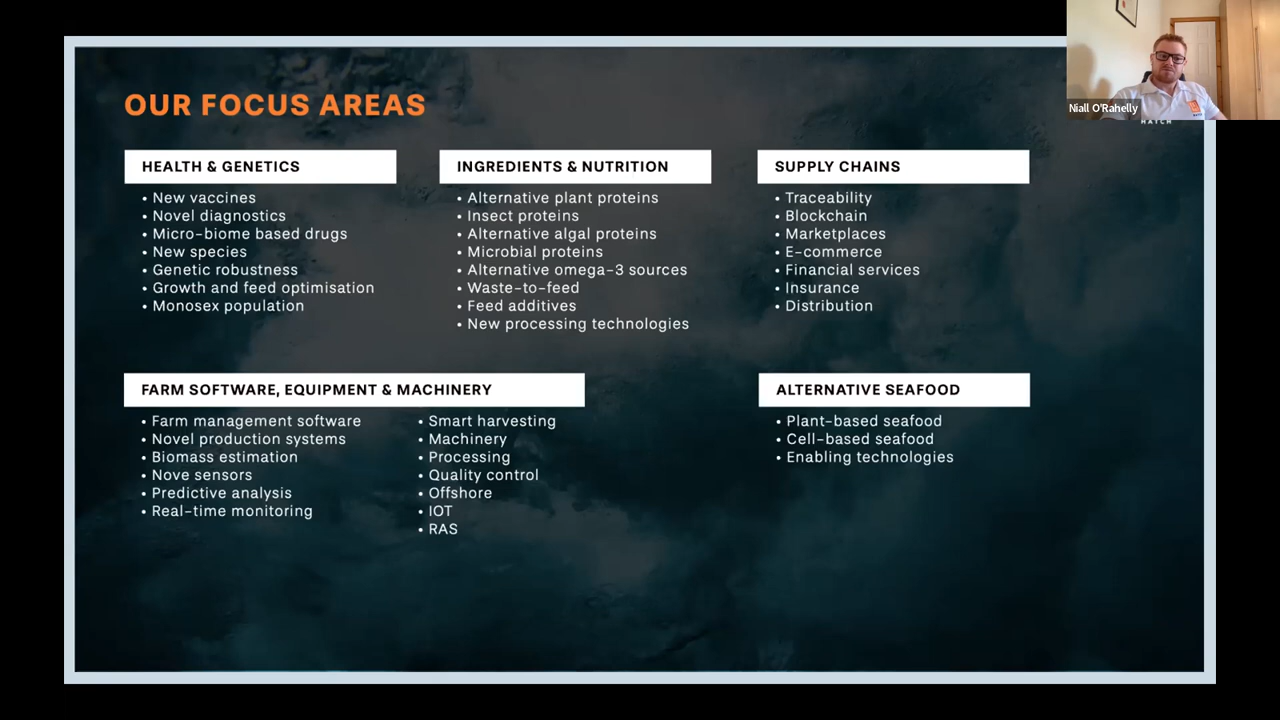 OUR FOCUS AREAS
Niall O'Rahelly
HATCH
HEALTH & GENETICS
• New vaccines
• Novel diagnostics
• Micro-biome based drugs
• New species
• Genetic robustness
• Growth and feed optimisation
• Monosex population
INGREDIENTS & NUTRITION
• Alternative plant proteins
• Insect proteins
• Alternative algal proteins
• Microbial proteins
• Alternative omega-3 sources
• Waste-to-feed
• Feed additives
• New processing technologies
SUPPLY CHAINS
• Traceability
• Blockchain
• Marketplaces
• E-commerce
• Financial services
• Insurance
• Distribution
FARM SOFTWARE, EQUIPMENT & MACHINERY
• Farm management software
• Novel production systems
• Biomass estimation
• Nove sensors
• Predictive analysis
• Real-time monitoring
• Smart harvesting
• Machinery
• Processing
• Quality control
• Offshore
• IOT
• RAS
ALTERNATIVE SEAFOOD
• Plant-based seafood
• Cell-based seafood
• Enabling technologies